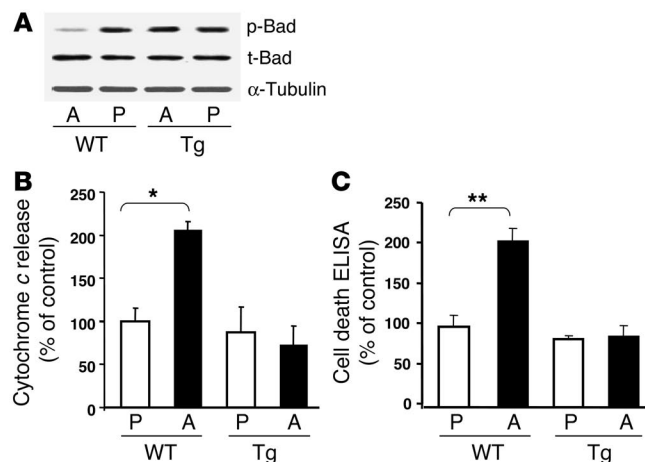 A
p-Bad
t-Bad
α-Tubulin
A P A P
WT Tg
B
Cytochrome c release
(% of control)
250
200
150
100
50
0
*
P A P A
WT Tg
C
Cell death ELISA
(% of control)
250
200
150
100
50
0
**
P A P A
WT Tg